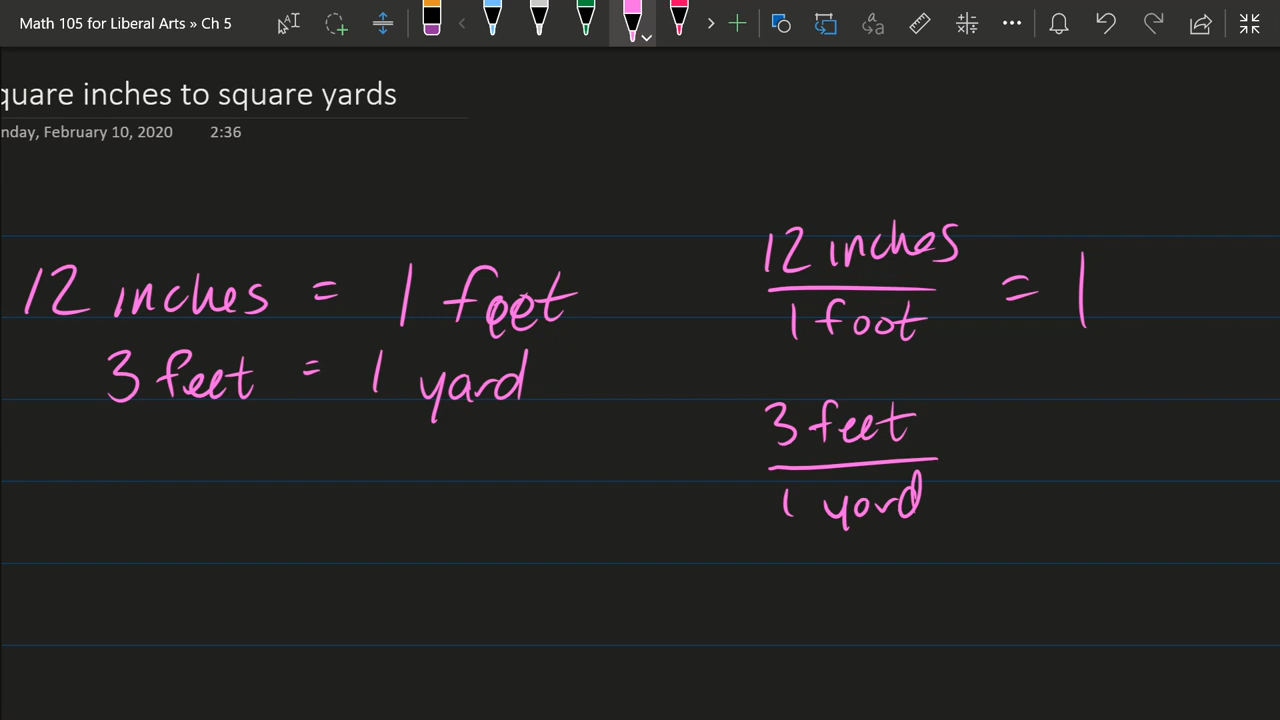 Math 105 for Liberal Arts » Ch 5
quare inches to square yards
nday, February 10, 2020 2:36
12 inches = 1 feet
3 feet = 1 yard
12 inches
1 foot
= 1
3 feet
1 yard